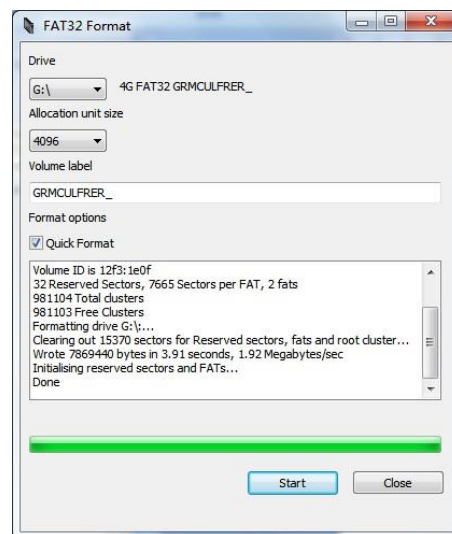 FAT32 Format
Drive
G:\ 4G FAT32 GRMCULFRER_
Allocation unit size
4096
Volume label
GRMCULFRER_
Format options
Quick Format
Volume ID is 12f3:1e0f
32 Reserved Sectors, 7665 Sectors per FAT, 2 fats
981104 Total clusters
981103 Free Clusters
Formatting drive G:\:...
Clearing out 15370 sectors for Reserved sectors, fats and root cluster...
Wrote 7869440 bytes in 3.91 seconds, 1.92 Megabytes/sec
Initialising reserved sectors and FATs...
Done
Start Close